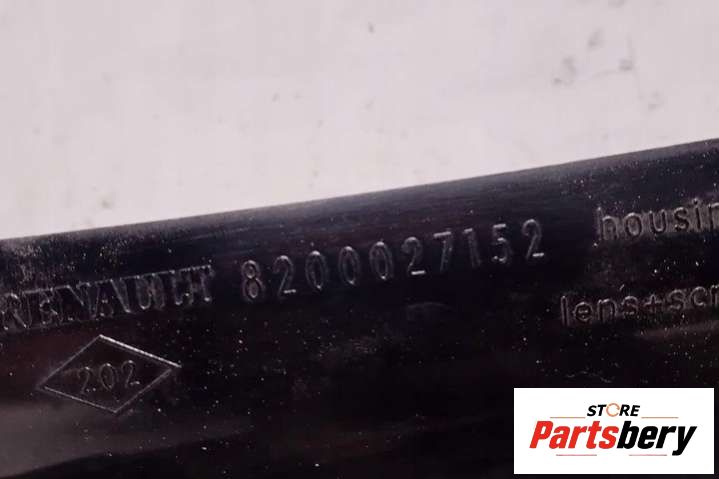 RENAULT 8200027152
housin
lens+scr
202
STORE
Partsbery